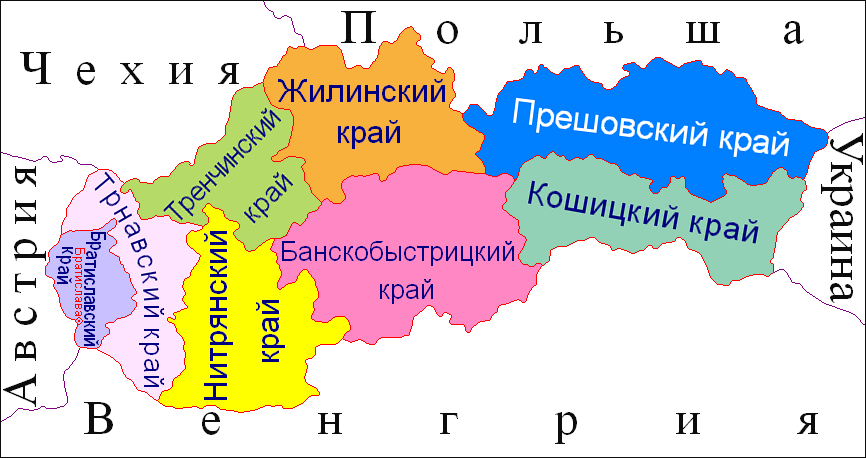 Польша
Чехия
Жилинский
край
Прешовский край
Тренчинский
край
Украина
Австрия
Трнавский край
Кошицкий край
Братиславский
край
Братислава
Нитрянский
край
Банскобыстрицкий
край
Венгрия